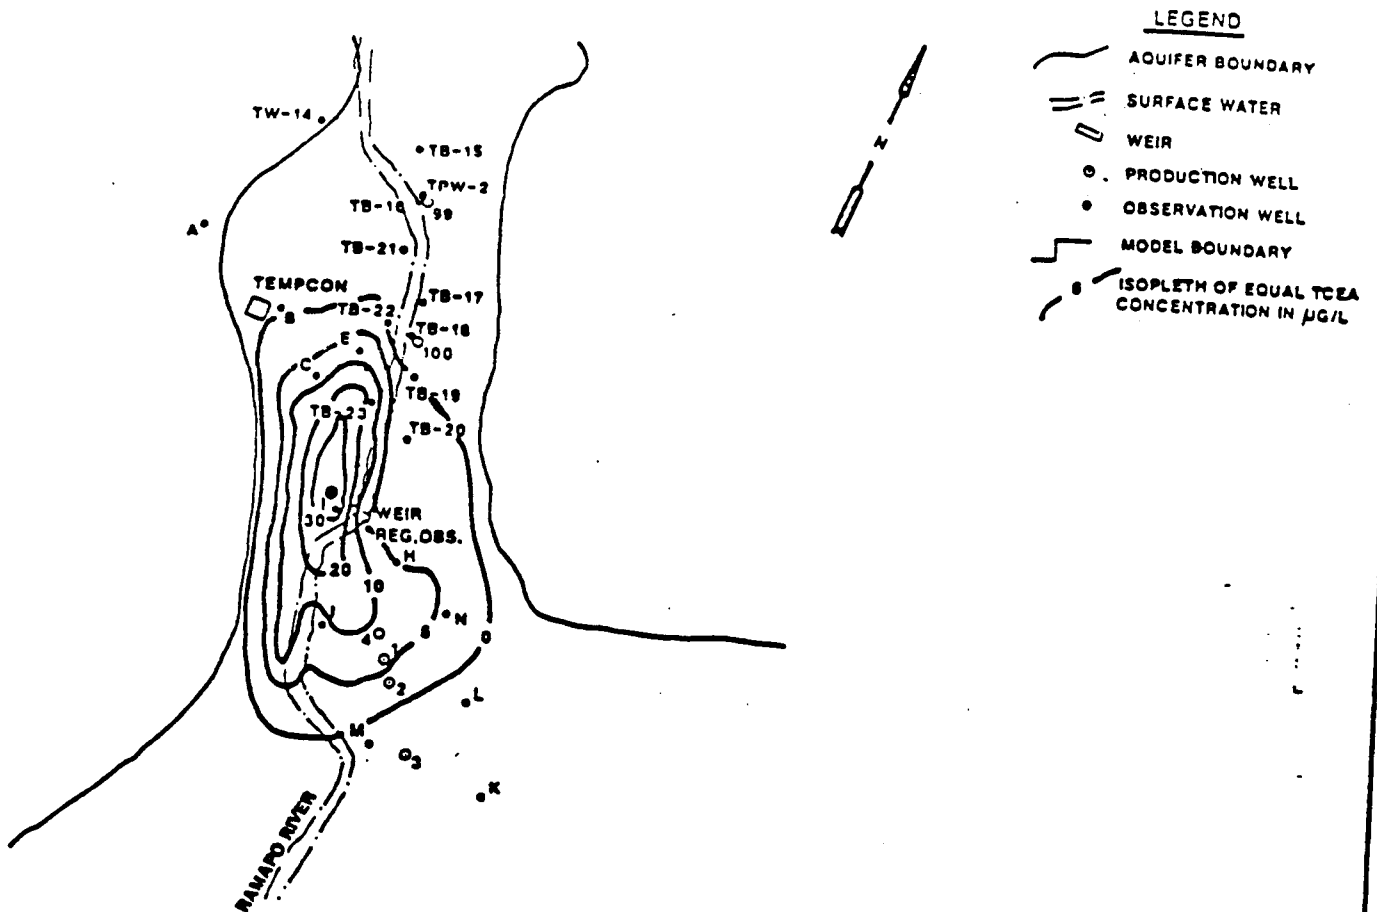 LEGEND
AQUIFER BOUNDARY
SURFACE WATER
WEIR
PRODUCTION WELL
OBSERVATION WELL
MODEL BOUNDARY
5 ISOPLETH OF EQUAL TCEA
CONCENTRATION IN µG/L
N
TW-14
TB-15
TPW-2
TB-16
99
A
TB-21
TEMPCON
B
TB-22
TB-17
TB-18
100
E
C
TB-19
TB-23
TB-20
I
30
WEIR
REG.OBS.
H
20
10
J
N
4
5
0
1
2
L
M
3
K
RAMAPO RIVER